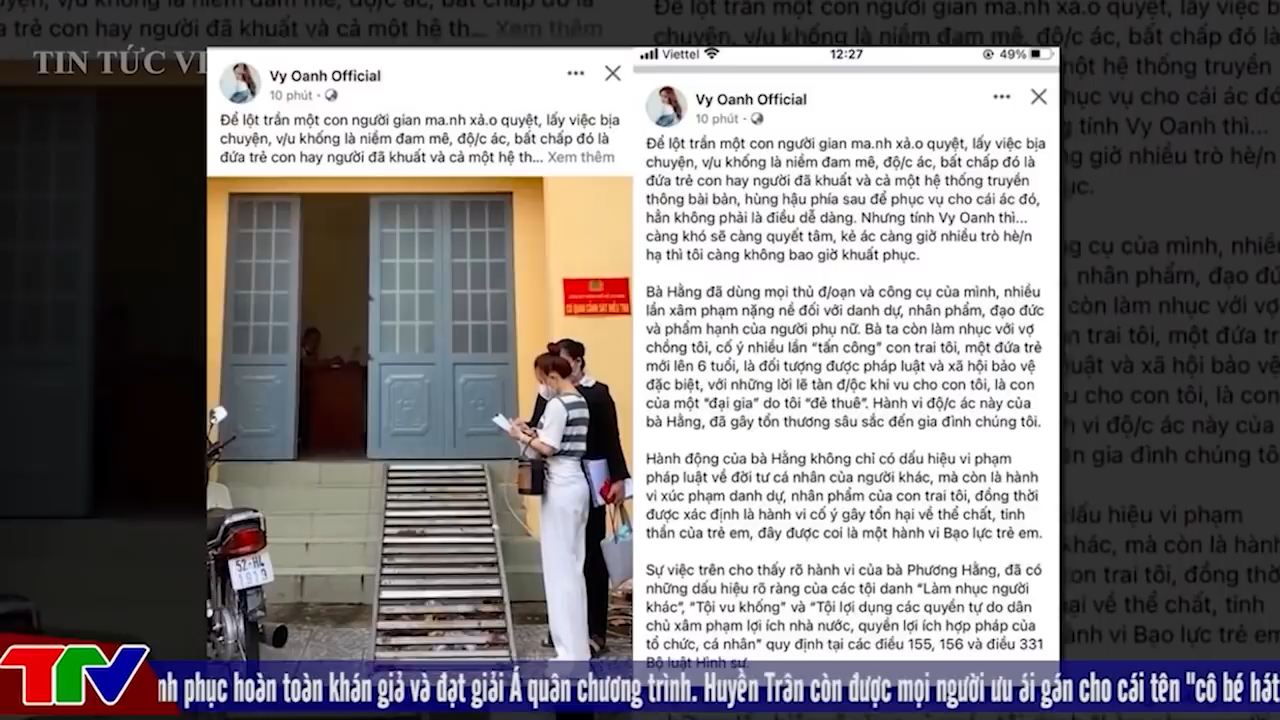 TIN TỨC VI
Vy Oanh Official
10 phút
Để lột trần một con người gian ma.nh xả.o quyệt, lấy việc bịa
chuyện, v/u khống là niềm đam mê, độ/c ác, bất chấp đó là
đứa trẻ con hay người đã khuất và cả một hệ th... Xem thêm
CƠ QUAN CẢNH SÁT ĐIỀU TRA
52-H4
1919
Viettel 12:27 49%
Vy Oanh Official
10 phút
Để lột trần một con người gian ma.nh xả.o quyệt, lấy việc bịa
chuyện, v/u khống là niềm đam mê, độ/c ác, bất chấp đó là
đứa trẻ con hay người đã khuất và cả một hệ thống truyền
thông bài bản, hùng hậu phía sau để phục vụ cho cái ác đó,
hẳn không phải là điều dễ dàng. Nhưng tính Vy Oanh thì...
càng khó sẽ càng quyết tâm, kẻ ác càng giở nhiều trò hè/n
hạ thì tôi càng không bao giờ khuất phục.
Bà Hằng đã dùng mọi thủ đ/oạn và công cụ của mình, nhiều
lần xâm phạm nặng nề đối với danh dự, nhân phẩm, đạo đức
và phẩm hạnh của người phụ nữ. Bà ta còn làm nhục với vợ
chồng tôi, cố ý nhiều lần "tấn công" con trai tôi, một đứa trẻ
mới lên 6 tuổi, là đối tượng được pháp luật và xã hội bảo vệ
đặc biệt, với những lời lẽ tàn đ/ộc khi vu cho con tôi, là con
của một "đại gia" do tôi "đẻ thuê". Hành vi độ/c ác này của
bà Hằng, đã gây tổn thương sâu sắc đến gia đình chúng tôi.
Hành động của bà Hằng không chỉ có dấu hiệu vi phạm
pháp luật về đời tư cá nhân của người khác, mà còn là hành
vi xúc phạm danh dự, nhân phẩm của con trai tôi, đồng thời
được xác định là hành vi cố ý gây tổn hại về thể chất, tinh
thần của trẻ em, đây được coi là một hành vi Bạo lực trẻ em.
Sự việc trên cho thấy rõ hành vi của bà Phương Hằng, đã có
những dấu hiệu rõ ràng của các tội danh "Làm nhục người
khác", "Tội vu khống" và "Tội lợi dụng các quyền tự do dân
chủ xâm phạm lợi ích nhà nước, quyền lợi ích hợp pháp của
tổ chức, cá nhân" quy định tại các điều 155, 156 và điều 331
Bộ luật Hình sự.
TTV
nh phục hoàn toàn khán giả và đạt giải Á quân chương trình. Huyền Trân còn được mọi người ưu ái gán cho cái tên "cô bé hát